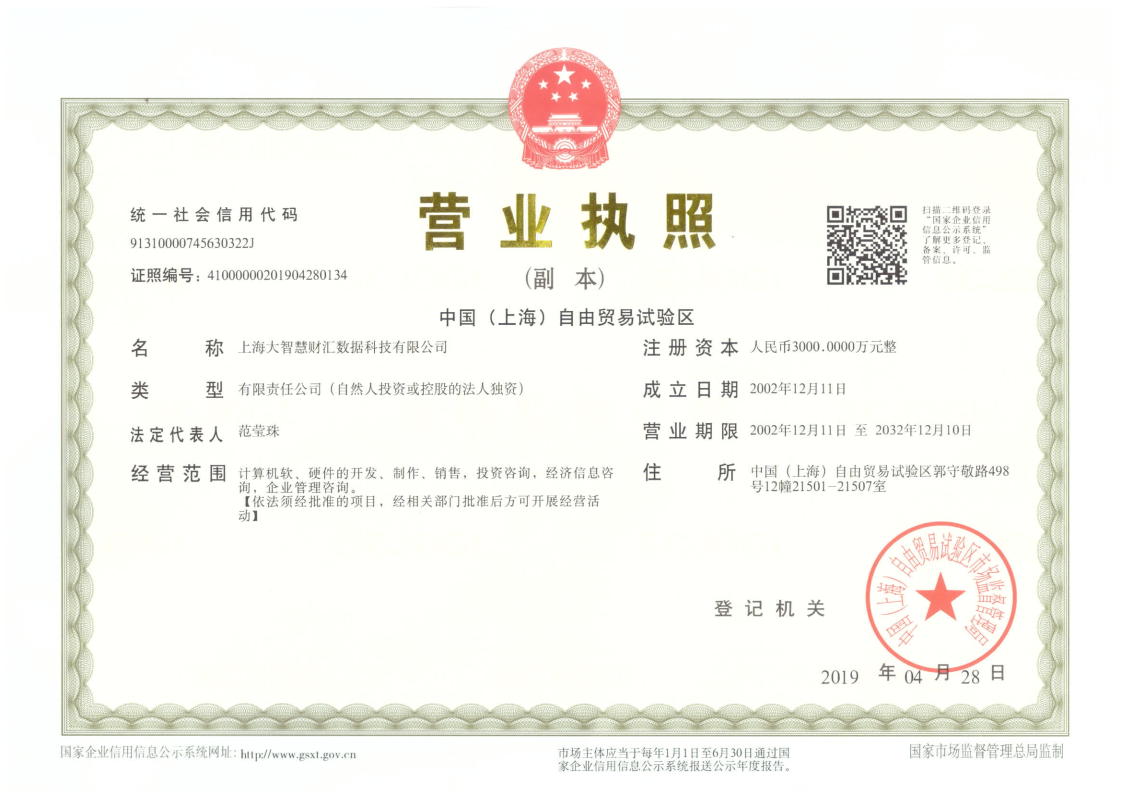 统一社会信用代码
91310000745630322J
证照编号：41000000201904280134
营业执照
（副 本）
扫描二维码登录
“国家企业信用
信息公示系统”
了解更多登记、
备案、许可、监
管信息。
中国（上海）自由贸易试验区
名 称 上海大智慧财汇数据科技有限公司
类 型 有限责任公司（自然人投资或控股的法人独资）
法定代表人 范莹珠
经营范围 计算机软、硬件的开发、制作、销售，投资咨询，经济信息咨
询，企业管理咨询。
【依法须经批准的项目，经相关部门批准后方可开展经营活
动】
注册资本 人民币3000.0000万元整
成立日期 2002年12月11日
营业期限 2002年12月11日 至 2032年12月10日
住 所 中国（上海）自由贸易试验区郭守敬路498
号12幢21501-21507室
登记机关
中国（上海）自由贸易试验区市场监督管理局
2019 年 04 月 28 日
国家企业信用信息公示系统网址：http://www.gsxt.gov.cn
市场主体应当于每年1月1日至6月30日通过国
家企业信用信息公示系统报送公示年度报告。
国家市场监督管理总局监制